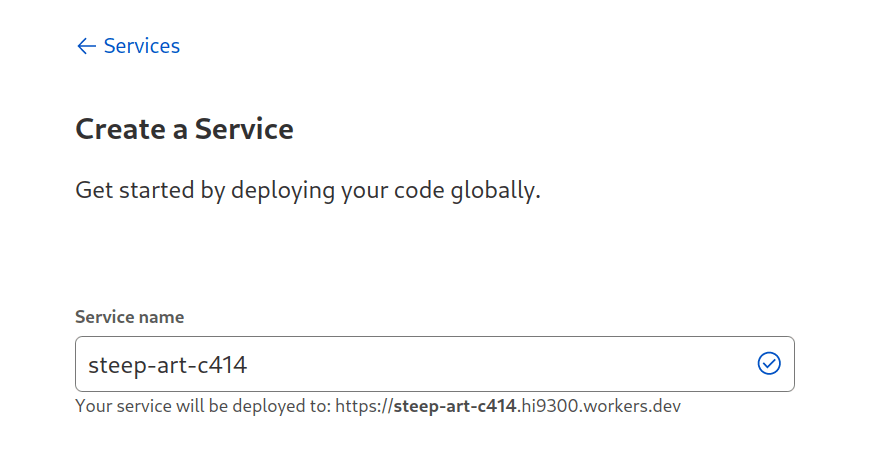 ← Services
Create a Service
Get started by deploying your code globally.
Service name
steep-art-c414
Your service will be deployed to: https://steep-art-c414.hi9300.workers.dev